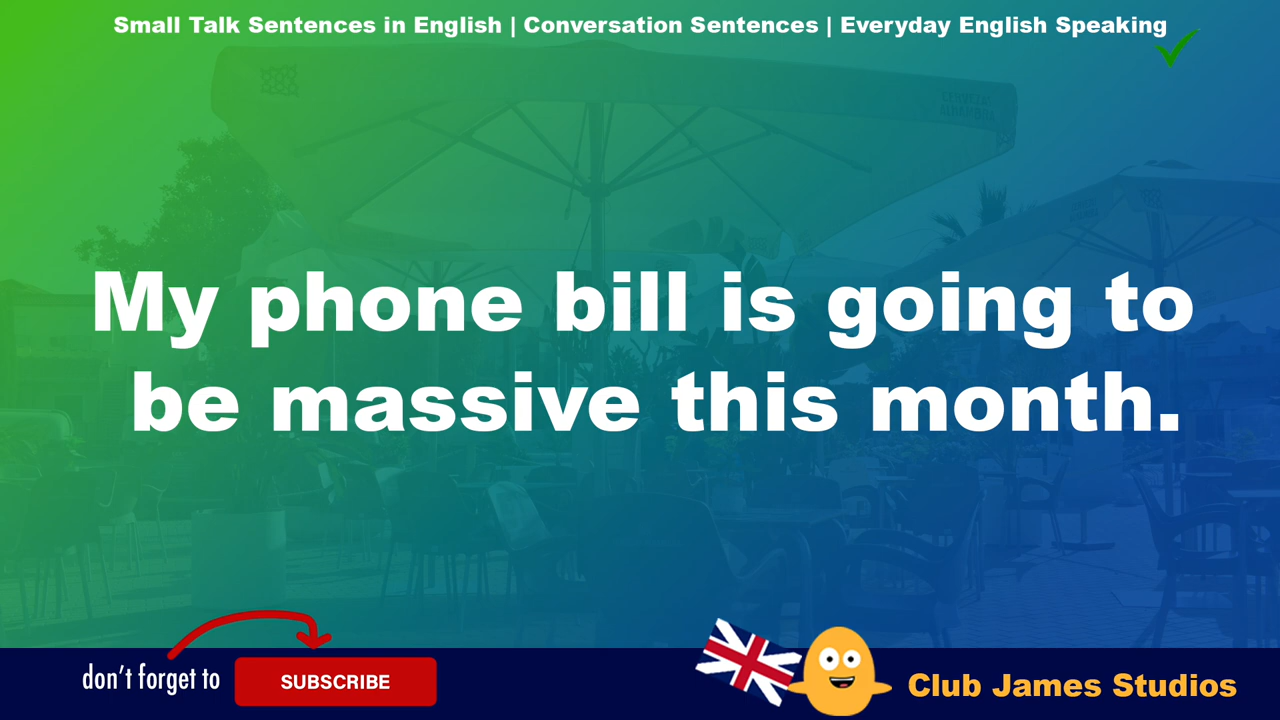 Small Talk Sentences in English | Conversation Sentences | Everyday English Speaking
My phone bill is going to
be massive this month.
don't forget to
SUBSCRIBE
Club James Studios